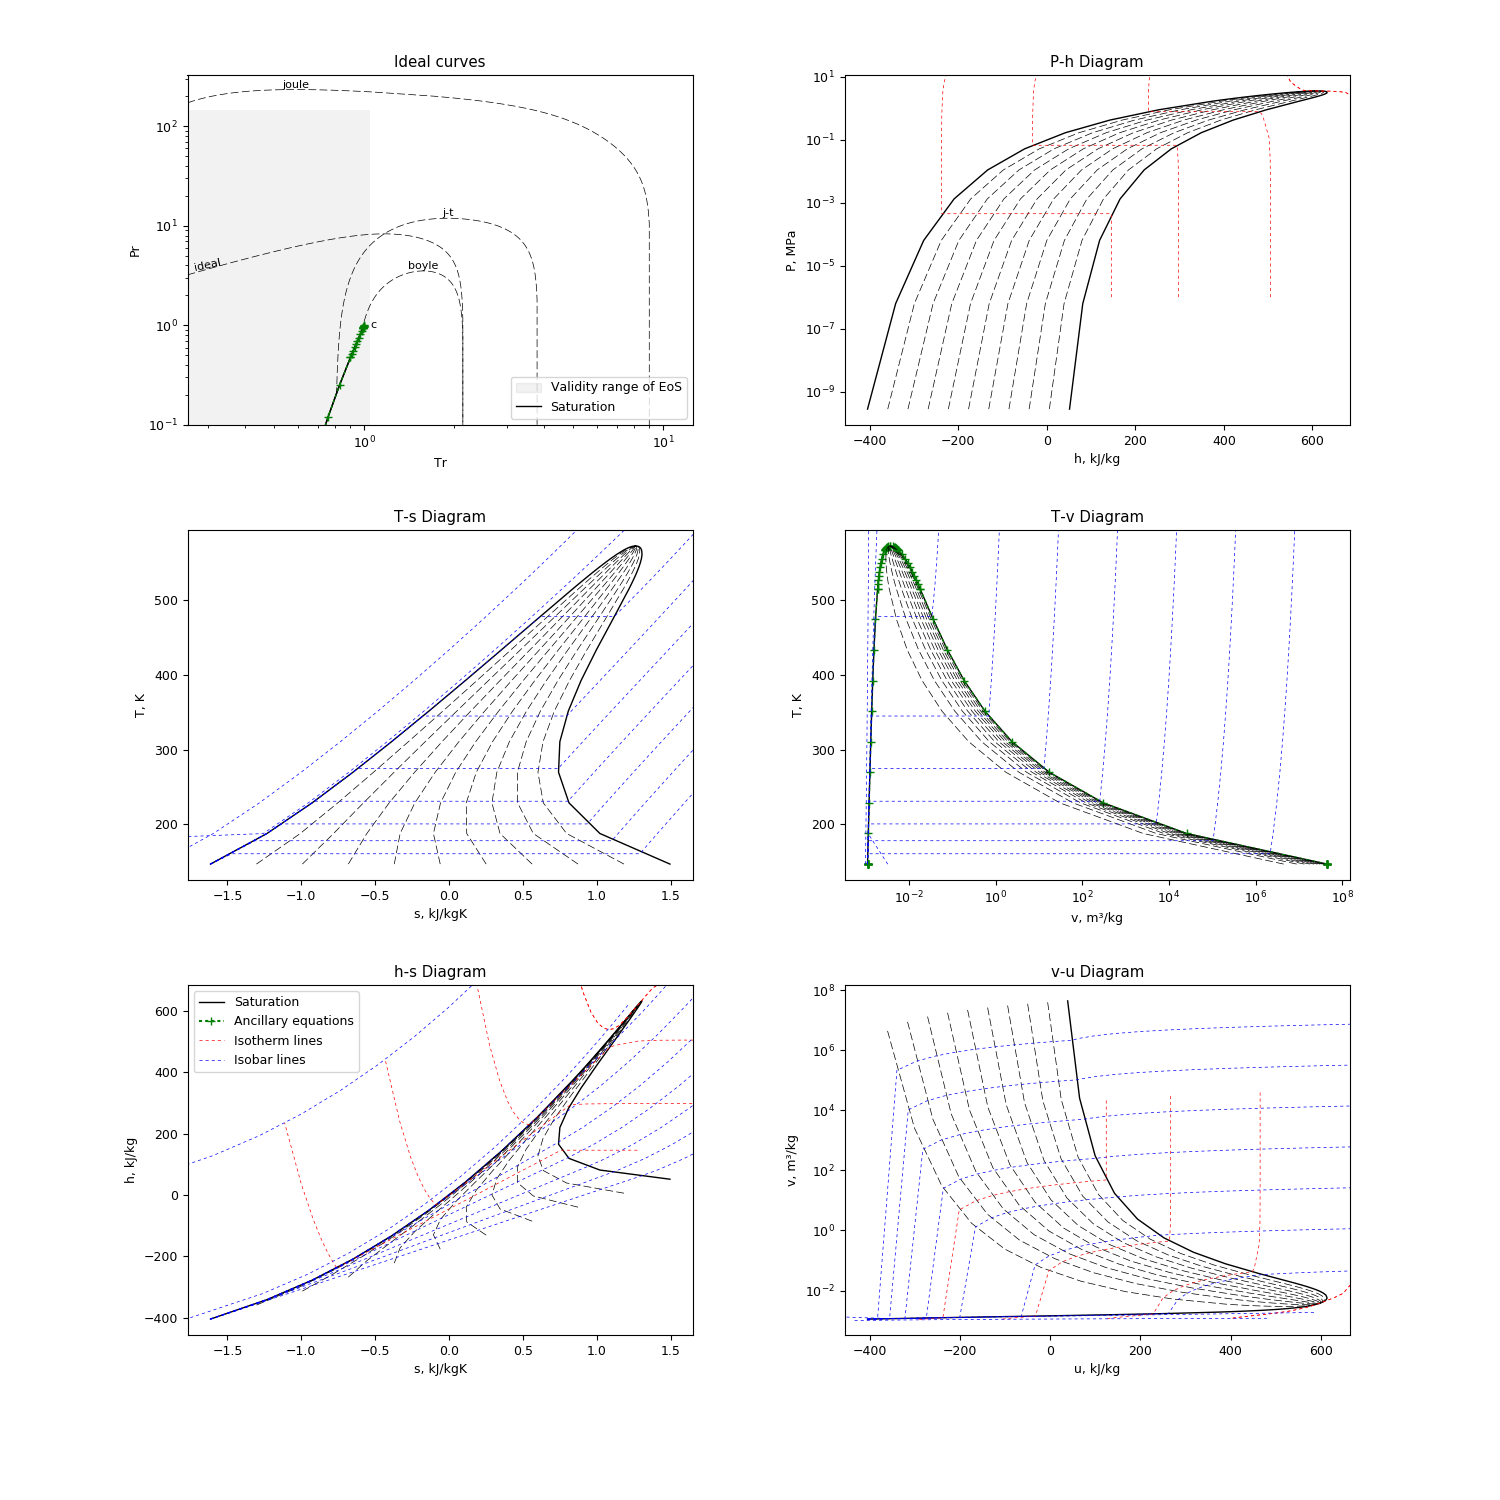 Ideal curves
joule
j-t
ideal
boyle
c
Validity range of EoS
Saturation
Pr
10² 10¹ 10⁰ 10⁻¹
10⁰ 10¹
Tr
P-h Diagram
P, MPa
10¹ 10⁻¹ 10⁻³ 10⁻⁵ 10⁻⁷ 10⁻⁹
−400 −200 0 200 400 600
h, kJ/kg
T-s Diagram
T, K
500 400 300 200
−1.5 −1.0 −0.5 0.0 0.5 1.0 1.5
s, kJ/kgK
T-v Diagram
T, K
500 400 300 200
10⁻² 10⁰ 10² 10⁴ 10⁶ 10⁸
v, m³/kg
h-s Diagram
Saturation
Ancillary equations
Isotherm lines
Isobar lines
h, kJ/kg
600 400 200 0 −200 −400
−1.5 −1.0 −0.5 0.0 0.5 1.0 1.5
s, kJ/kgK
v-u Diagram
v, m³/kg
10⁸ 10⁶ 10⁴ 10² 10⁰ 10⁻²
−400 −200 0 200 400 600
u, kJ/kg